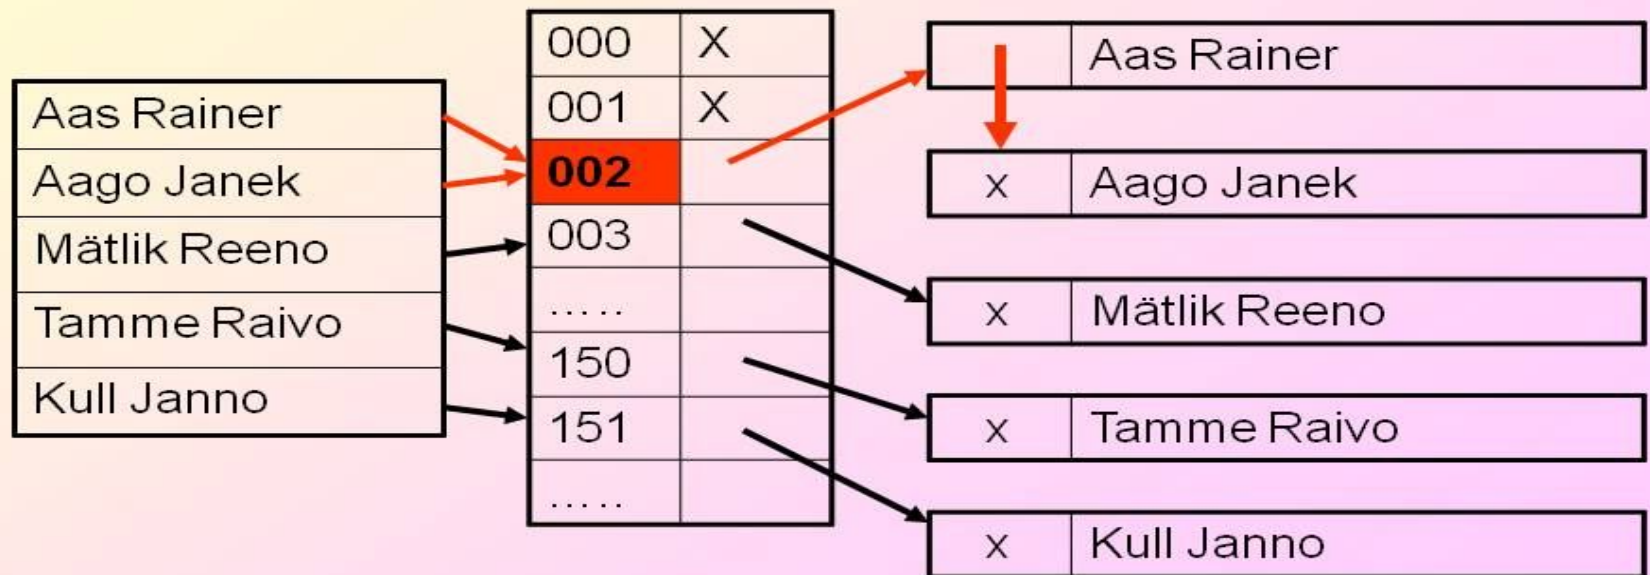 Aas Rainer
Aago Janek
Mätlik Reeno
Tamme Raivo
Kull Janno
000 X
001 X
002
003
.....
150
151
.....
Aas Rainer
x Aago Janek
x Mätlik Reeno
x Tamme Raivo
x Kull Janno